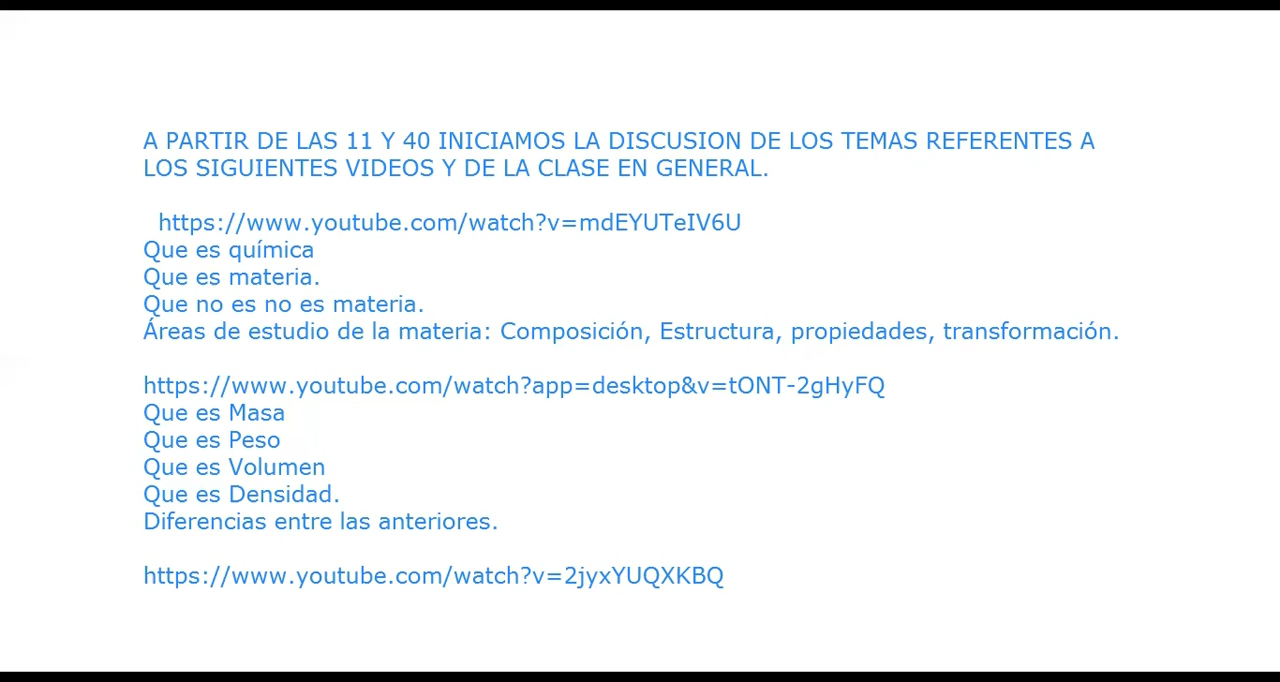 A PARTIR DE LAS 11 Y 40 INICIAMOS LA DISCUSION DE LOS TEMAS REFERENTES A
LOS SIGUIENTES VIDEOS Y DE LA CLASE EN GENERAL.
https://www.youtube.com/watch?v=mdEYUTeIV6U
Que es química
Que es materia.
Que no es no es materia.
Áreas de estudio de la materia: Composición, Estructura, propiedades, transformación.
https://www.youtube.com/watch?app=desktop&v=tONT-2gHyFQ
Que es Masa
Que es Peso
Que es Volumen
Que es Densidad.
Diferencias entre las anteriores.
https://www.youtube.com/watch?v=2jyxYUQXKBQ